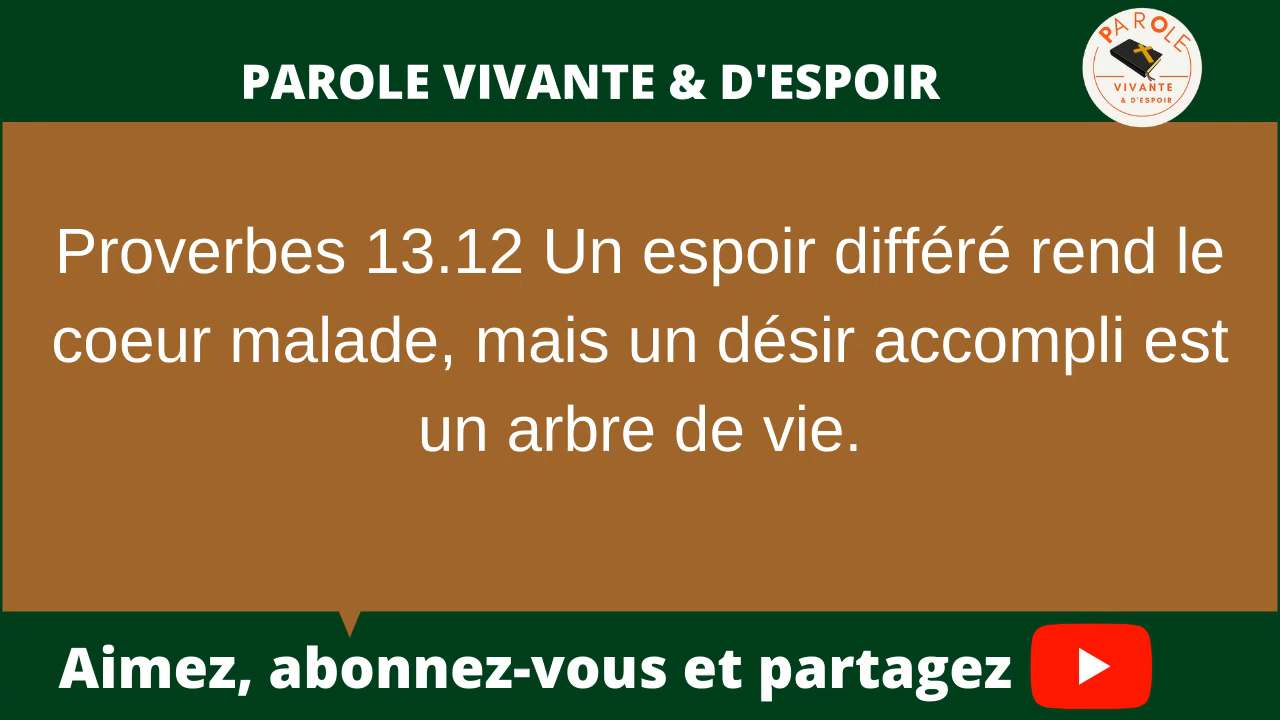 PAROLE VIVANTE & D'ESPOIR
PAROLE
VIVANTE
& D'ESPOIR
Proverbes 13.12 Un espoir différé rend le
coeur malade, mais un désir accompli est
un arbre de vie.
Aimez, abonnez-vous et partagez